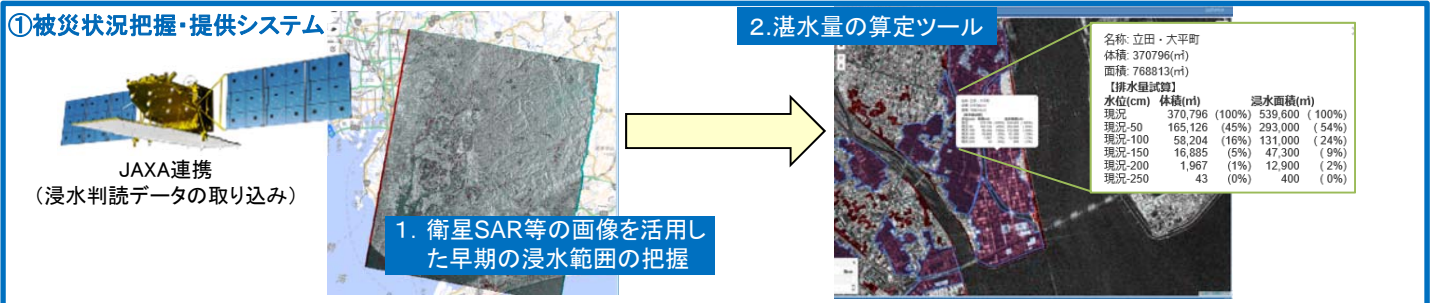 ①被災状況把握・提供システム
JAXA連携
（浸水判読データの取り込み）
1. 衛星SAR等の画像を活用し
た早期の浸水範囲の把握
2.湛水量の算定ツール
名称: 立田・大平町
体積: 370796(㎥)
面積: 768813(㎡)
【排水量試算】
水位(cm) 体積(㎥) 浸水面積(㎡)
現況 370,796 (100%) 539,600 ( 100%)
現況-50 165,126 (45%) 293,000 ( 54%)
現況-100 58,204 (16%) 131,000 ( 24%)
現況-150 16,885 (5%) 47,300 ( 9%)
現況-200 1,967 (1%) 12,900 ( 2%)
現況-250 43 (0%) 400 ( 0%)